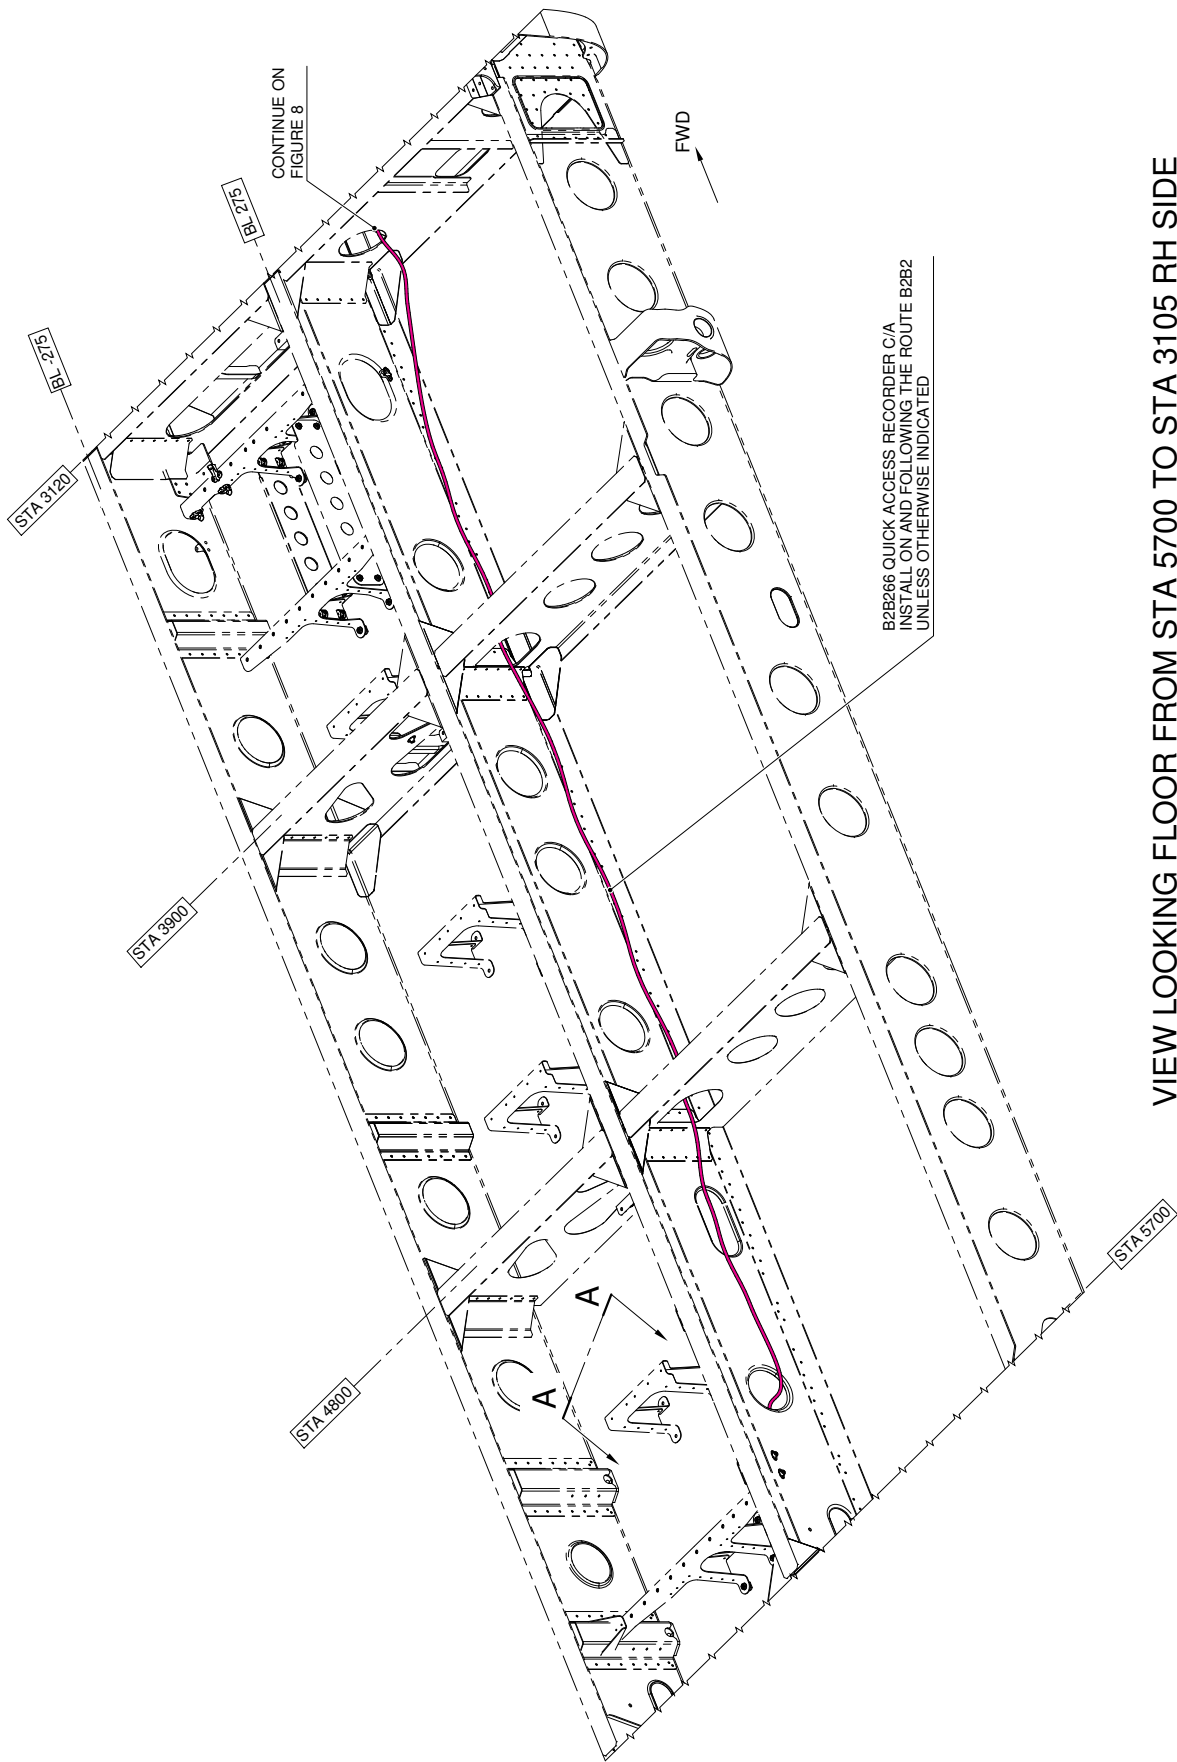 CONTINUE ON
FIGURE 8
BL 275
BL -275
STA 3120
FWD
STA 3900
B2B266 QUICK ACCESS RECORDER C/A
INSTALL ON AND FOLLOWING THE ROUTE B2B2
UNLESS OTHERWISE INDICATED
STA 4800
A
A
STA 5700
VIEW LOOKING FLOOR FROM STA 5700 TO STA 3105 RH SIDE